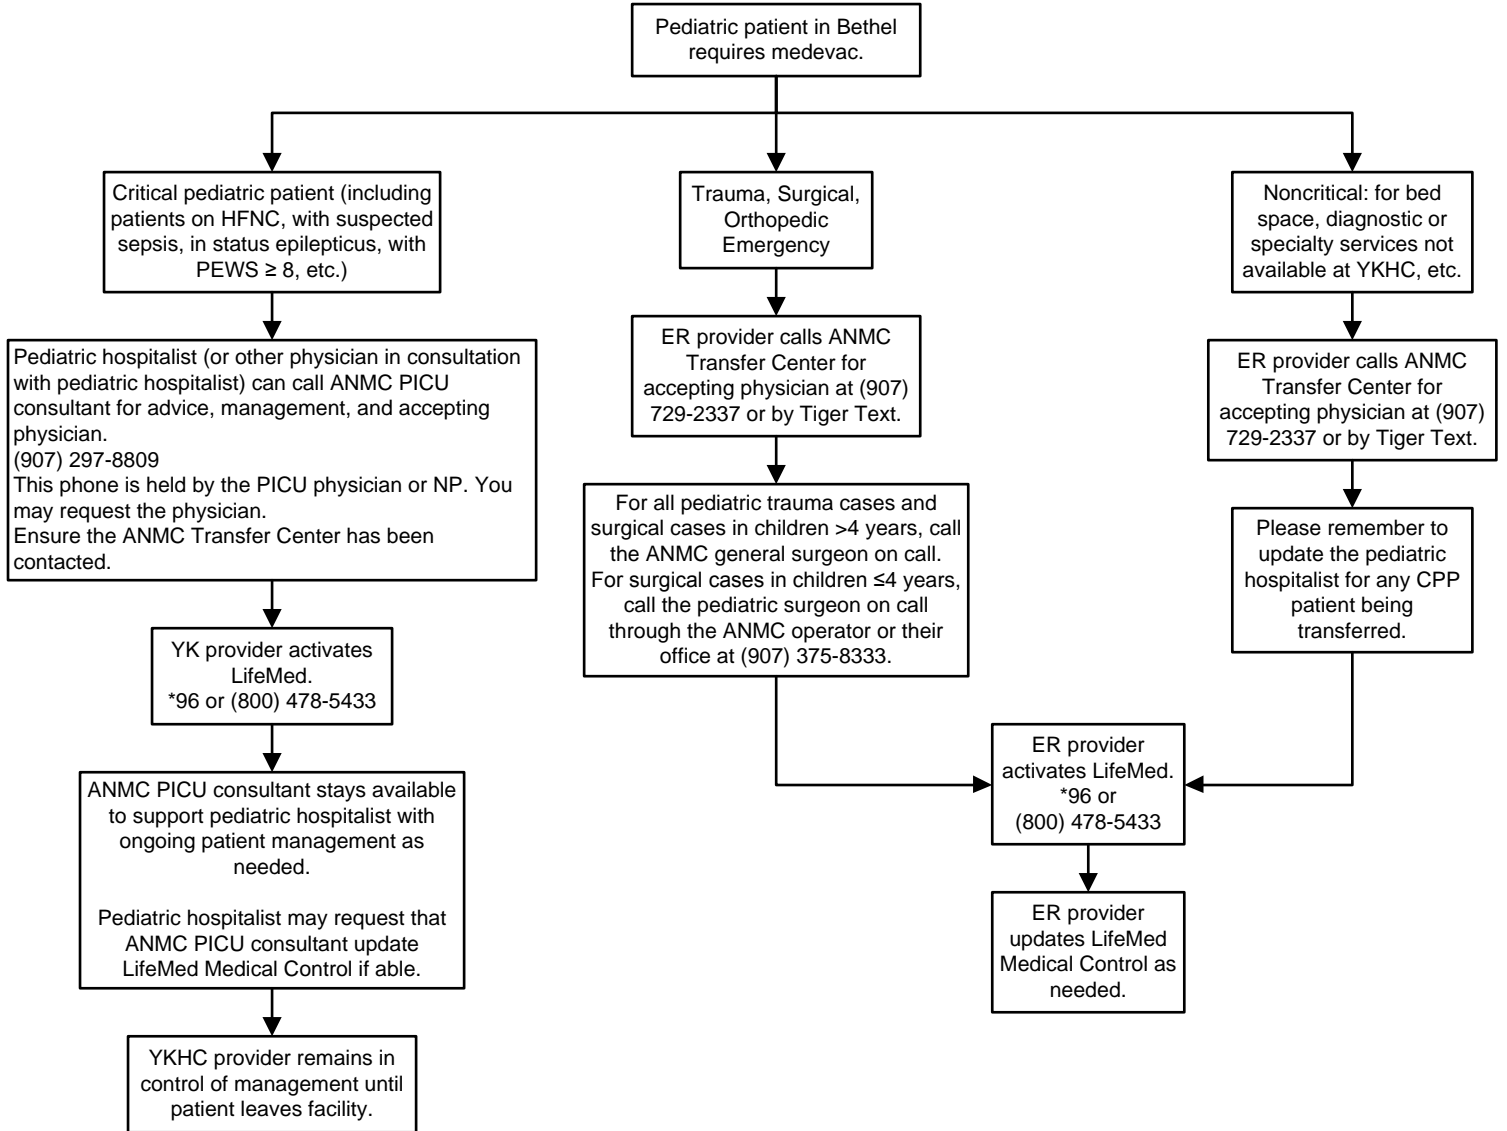 Pediatric patient in Bethel
requires medevac.
Critical pediatric patient (including
patients on HFNC, with suspected
sepsis, in status epilepticus, with
PEWS ≥ 8, etc.)
Pediatric hospitalist (or other physician in consultation
with pediatric hospitalist) can call ANMC PICU
consultant for advice, management, and accepting
physician.
(907) 297-8809
This phone is held by the PICU physician or NP. You
may request the physician.
Ensure the ANMC Transfer Center has been
contacted.
YK provider activates
LifeMed.
*96 or (800) 478-5433
ANMC PICU consultant stays available
to support pediatric hospitalist with
ongoing patient management as
needed.
Pediatric hospitalist may request that
ANMC PICU consultant update
LifeMed Medical Control if able.
YKHC provider remains in
control of management until
patient leaves facility.
Trauma, Surgical,
Orthopedic
Emergency
ER provider calls ANMC
Transfer Center for
accepting physician at (907)
729-2337 or by Tiger Text.
For all pediatric trauma cases and
surgical cases in children >4 years, call
the ANMC general surgeon on call.
For surgical cases in children ≤4 years,
call the pediatric surgeon on call
through the ANMC operator or their
office at (907) 375-8333.
Noncritical: for bed
space, diagnostic or
specialty services not
available at YKHC, etc.
ER provider calls ANMC
Transfer Center for
accepting physician at (907)
729-2337 or by Tiger Text.
Please remember to
update the pediatric
hospitalist for any CPP
patient being
transferred.
ER provider
activates LifeMed.
*96 or
(800) 478-5433
ER provider
updates LifeMed
Medical Control as
needed.